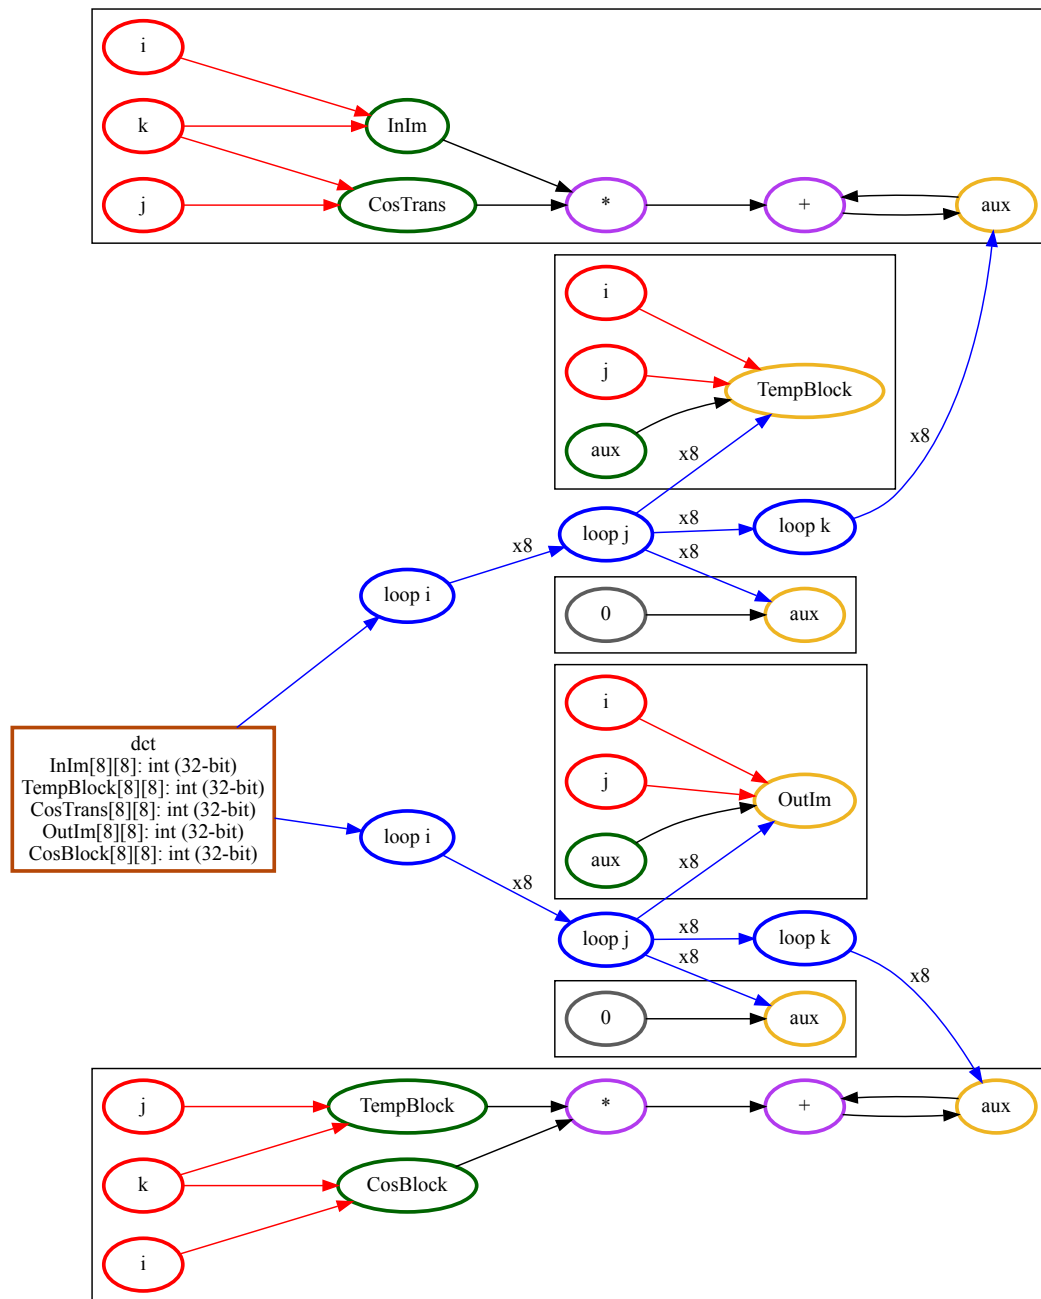 i
k
InIm
j
CosTrans
*
+
aux
i
j
TempBlock
aux
x8
x8
loop j
x8
loop k
x8
x8
loop i
0
aux
i
dct
InIm[8][8]: int (32-bit)
TempBlock[8][8]: int (32-bit)
CosTrans[8][8]: int (32-bit)
OutIm[8][8]: int (32-bit)
CosBlock[8][8]: int (32-bit)
j
OutIm
loop i
aux
x8
x8
loop j
x8
loop k
x8
x8
0
aux
j
TempBlock
*
+
aux
k
CosBlock
i